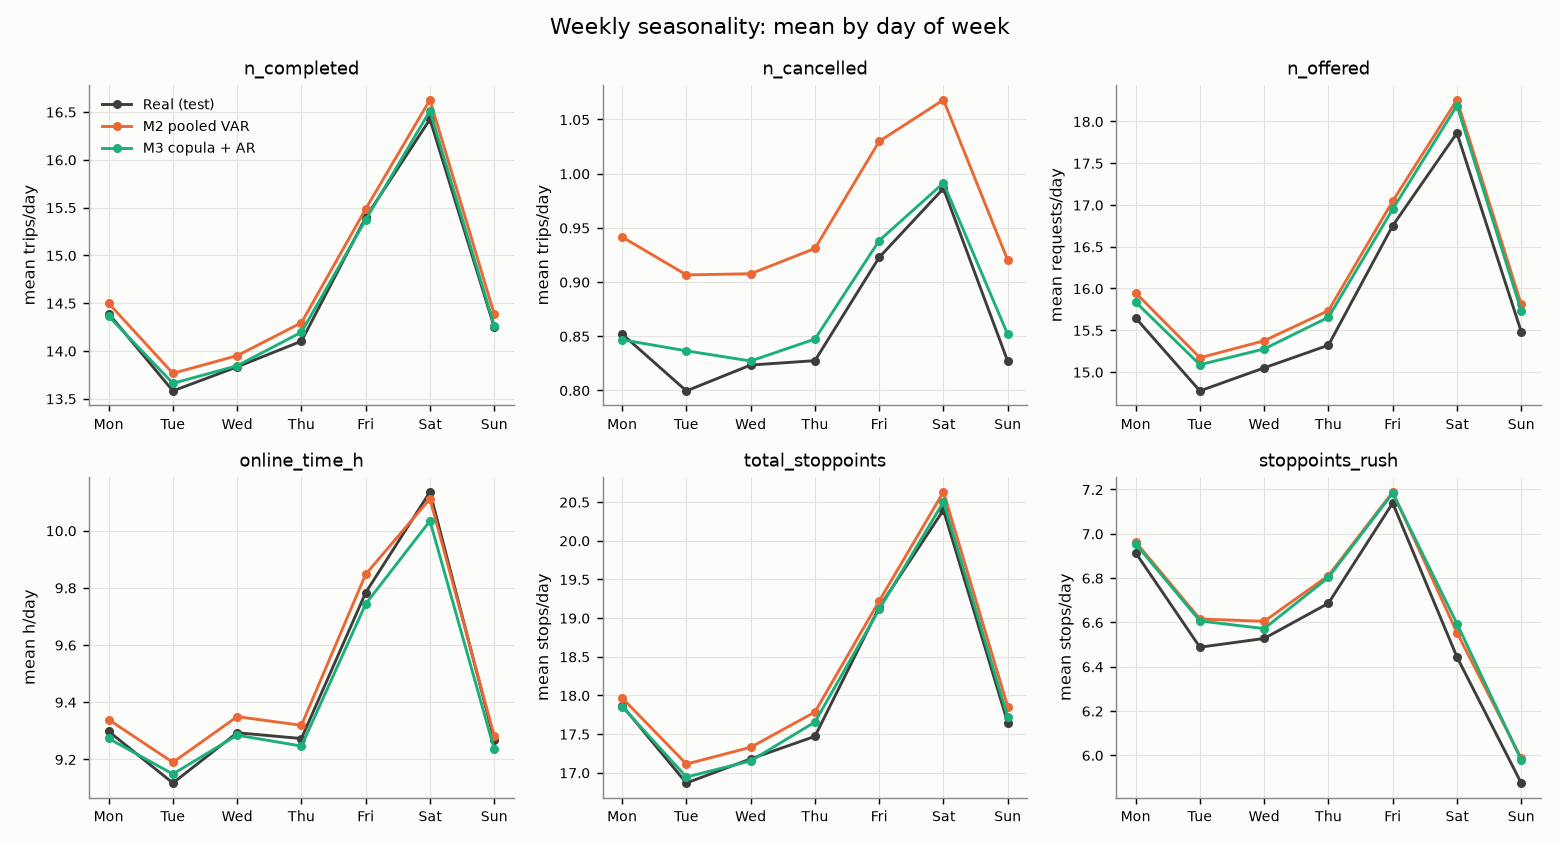 Weekly seasonality: mean by day of week
n_completed
Real (test)
M2 pooled VAR
M3 copula + AR
mean trips/day
16.5
16.0
15.5
15.0
14.5
14.0
13.5
Mon Tue Wed Thu Fri Sat Sun
n_cancelled
mean trips/day
1.05
1.00
0.95
0.90
0.85
0.80
Mon Tue Wed Thu Fri Sat Sun
n_offered
mean requests/day
18.0
17.5
17.0
16.5
16.0
15.5
15.0
Mon Tue Wed Thu Fri Sat Sun
online_time_h
mean h/day
10.0
9.8
9.6
9.4
9.2
Mon Tue Wed Thu Fri Sat Sun
total_stoppoints
mean stops/day
20.5
20.0
19.5
19.0
18.5
18.0
17.5
17.0
Mon Tue Wed Thu Fri Sat Sun
stoppoints_rush
mean stops/day
7.2
7.0
6.8
6.6
6.4
6.2
6.0
Mon Tue Wed Thu Fri Sat Sun